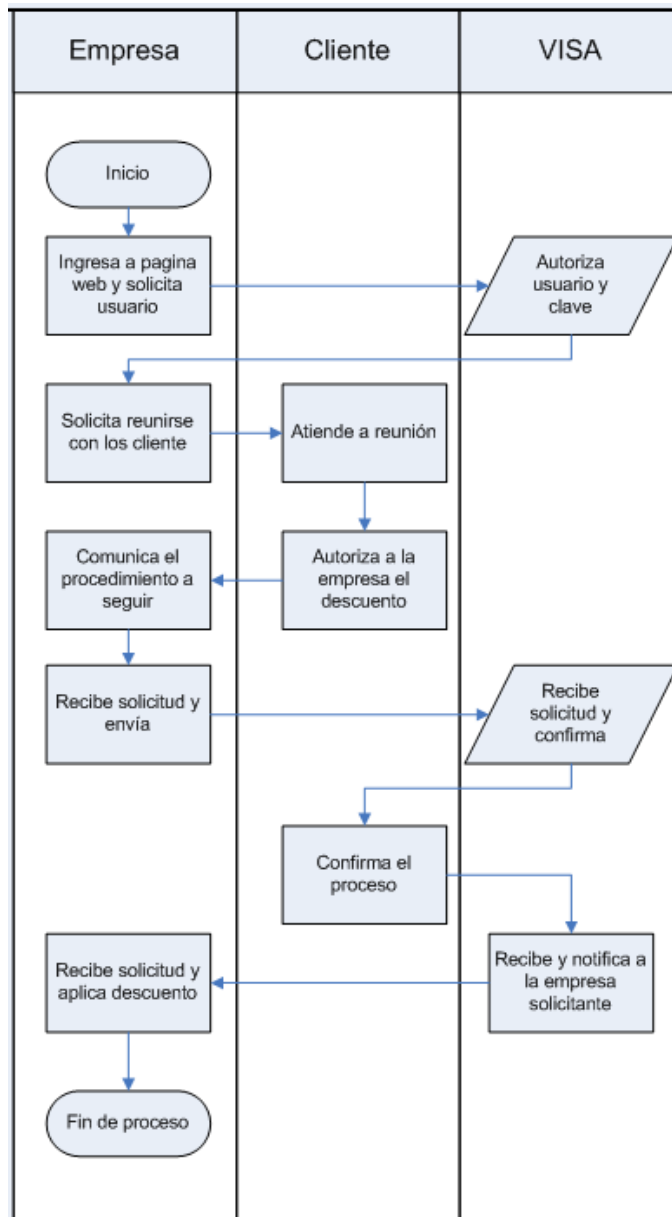 Empresa
Cliente
VISA
Inicio
Ingresa a pagina
web y solicita
usuario
Autoriza
usuario y
clave
Solicita reunirse
con los cliente
Atiende a reunión
Autoriza a la
empresa el
descuento
Comunica el
procedimiento a
seguir
Recibe solicitud y
envía
Recibe
solicitud y
confirma
Confirma el
proceso
Recibe y notifica a
la empresa
solicitante
Recibe solicitud y
aplica descuento
Fin de proceso